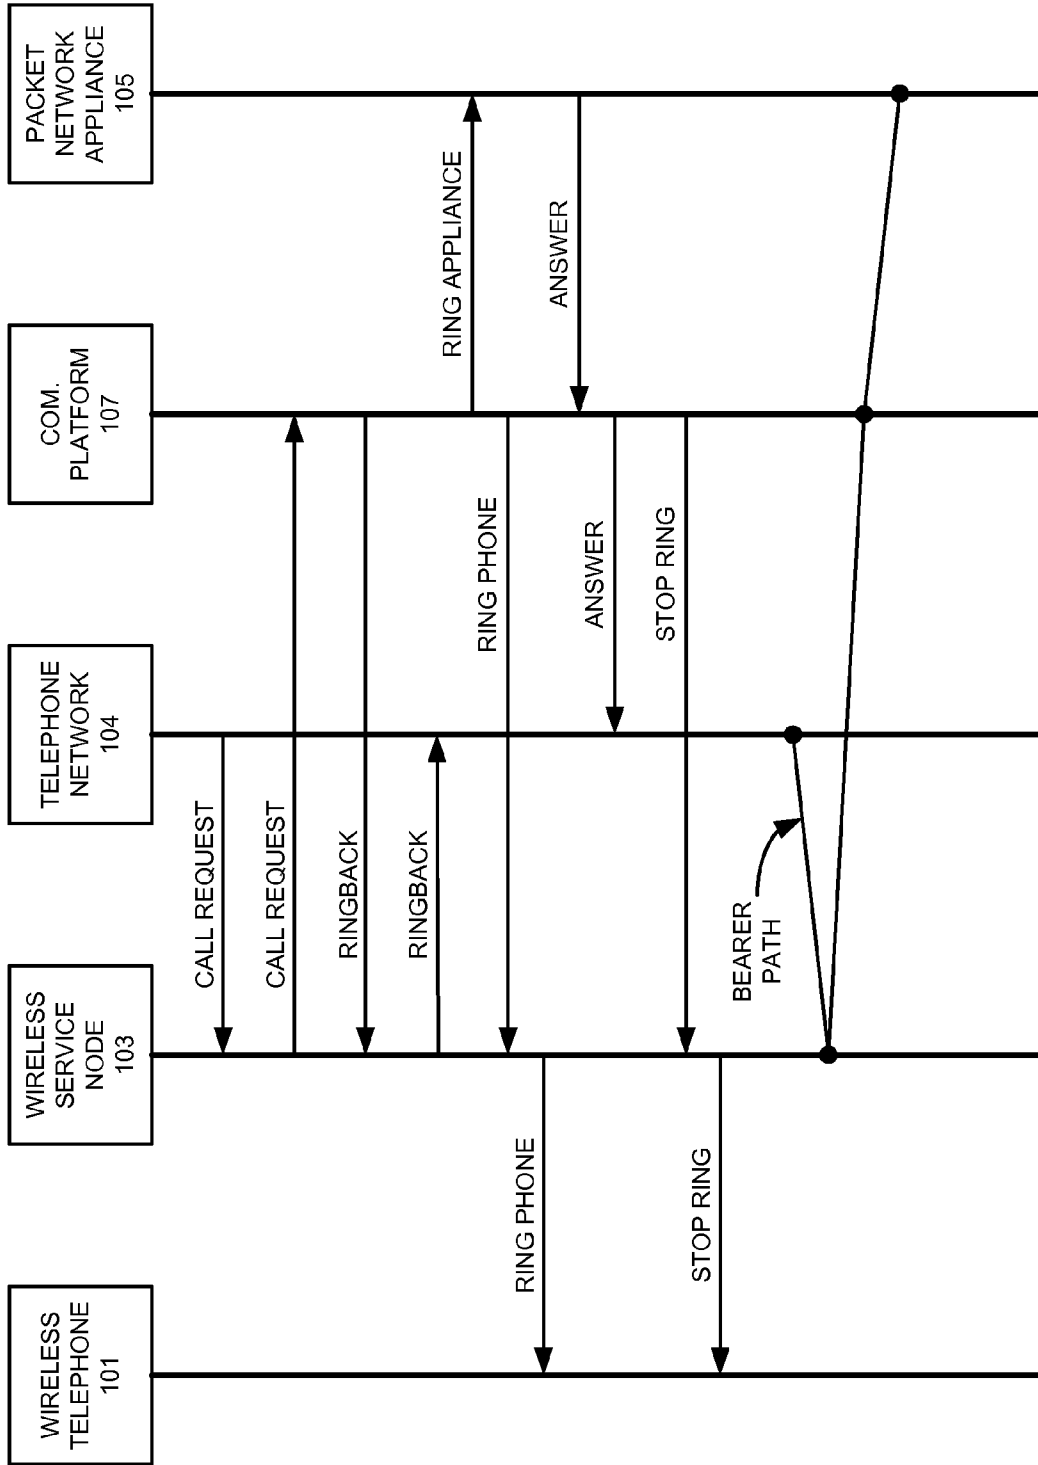 WIRELESS
TELEPHONE
101
WIRELESS
SERVICE
NODE
103
TELEPHONE
NETWORK
104
COM.
PLATFORM
107
PACKET
NETWORK
APPLIANCE
105
CALL REQUEST
CALL REQUEST
RINGBACK
RINGBACK
RING APPLIANCE
RING PHONE
RING PHONE
ANSWER
ANSWER
STOP RING
STOP RING
BEARER
PATH